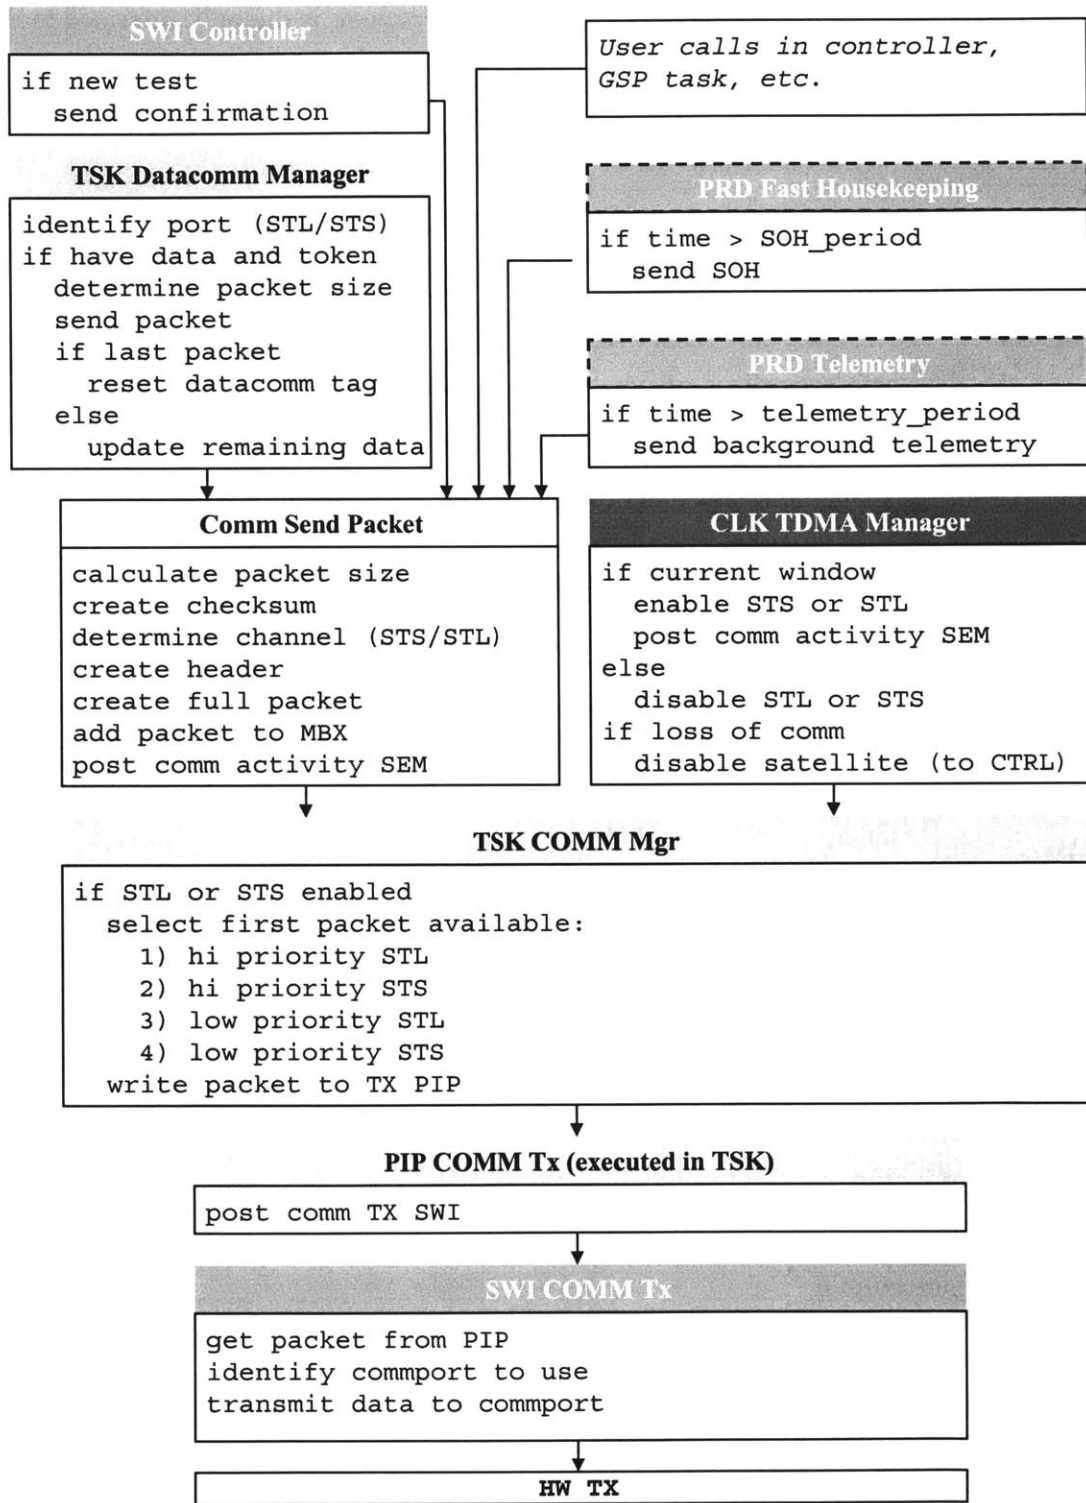 SWI Controller
if new test
send confirmation
User calls in controller,
GSP task, etc.
TSK Datacomm Manager
identify port (STL/STS)
if have data and token
determine packet size
send packet
if last packet
reset datacomm tag
else
update remaining data
PRD Fast Housekeeping
if time > SOH_period
send SOH
PRD Telemetry
if time > telemetry_period
send background telemetry
Comm Send Packet
calculate packet size
create checksum
determine channel (STS/STL)
create header
create full packet
add packet to MBX
post comm activity SEM
CLK TDMA Manager
if current window
enable STS or STL
post comm activity SEM
else
disable STL or STS
if loss of comm
disable satellite (to CTRL)
TSK COMM Mgr
if STL or STS enabled
select first packet available:
1) hi priority STL
2) hi priority STS
3) low priority STL
4) low priority STS
write packet to TX PIP
PIP COMM Tx (executed in TSK)
post comm TX SWI
SWI COMM Tx
get packet from PIP
identify commport to use
transmit data to commport
HW TX